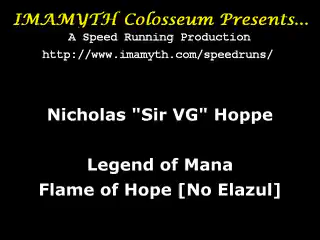 IMAMYTH Colosseum Presents...
A Speed Running Production
http://www.imamyth.com/speedruns/
Nicholas "Sir VG" Hoppe
Legend of Mana
Flame of Hope [No Elazul]